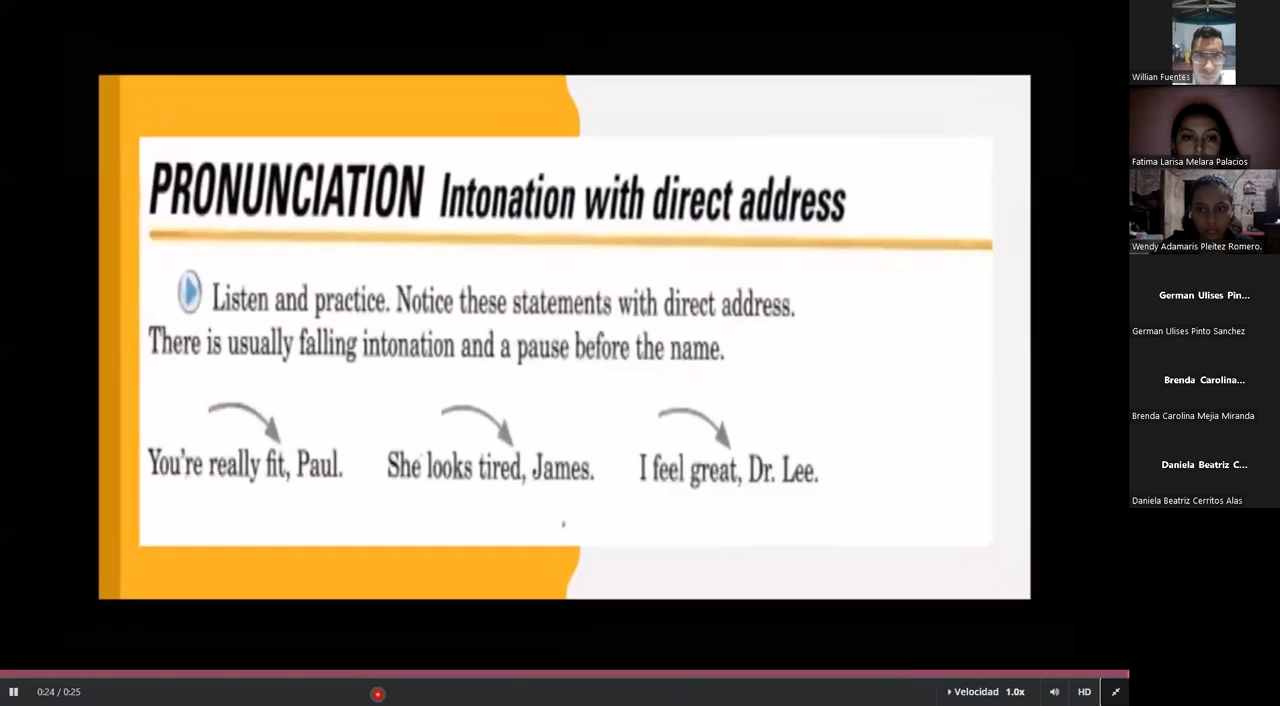 PRONUNCIATION Intonation with direct address
Listen and practice. Notice these statements with direct address.
There is usually falling intonation and a pause before the name.
You're really fit, Paul. She looks tired, James. I feel great, Dr. Lee.
Willian Fuentes
Fatima Larisa Melara Palacios
Wendy Adamaris Pleitez Romero.
German Ulises Pin...
German Ulises Pinto Sanchez
Brenda Carolina...
Brenda Carolina Mejia Miranda
Daniela Beatriz C...
Daniela Beatriz Cerritos Alas
0:24 / 0:25
Velocidad 1.0x
HD